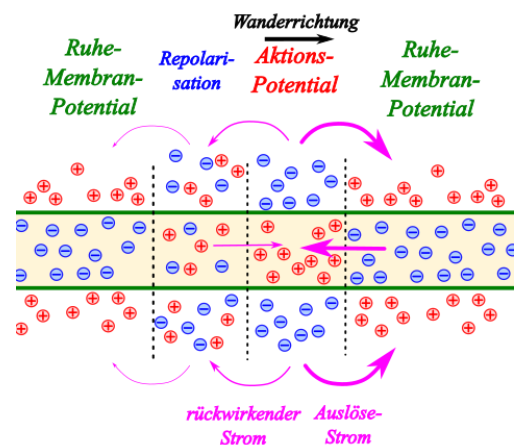 Wanderrichtung
Ruhe-
Membran-
Potential
Repolari-
sation
Aktions-
Potential
Ruhe-
Membran-
Potential
rückwirkender
Strom
Auslöse-
Strom